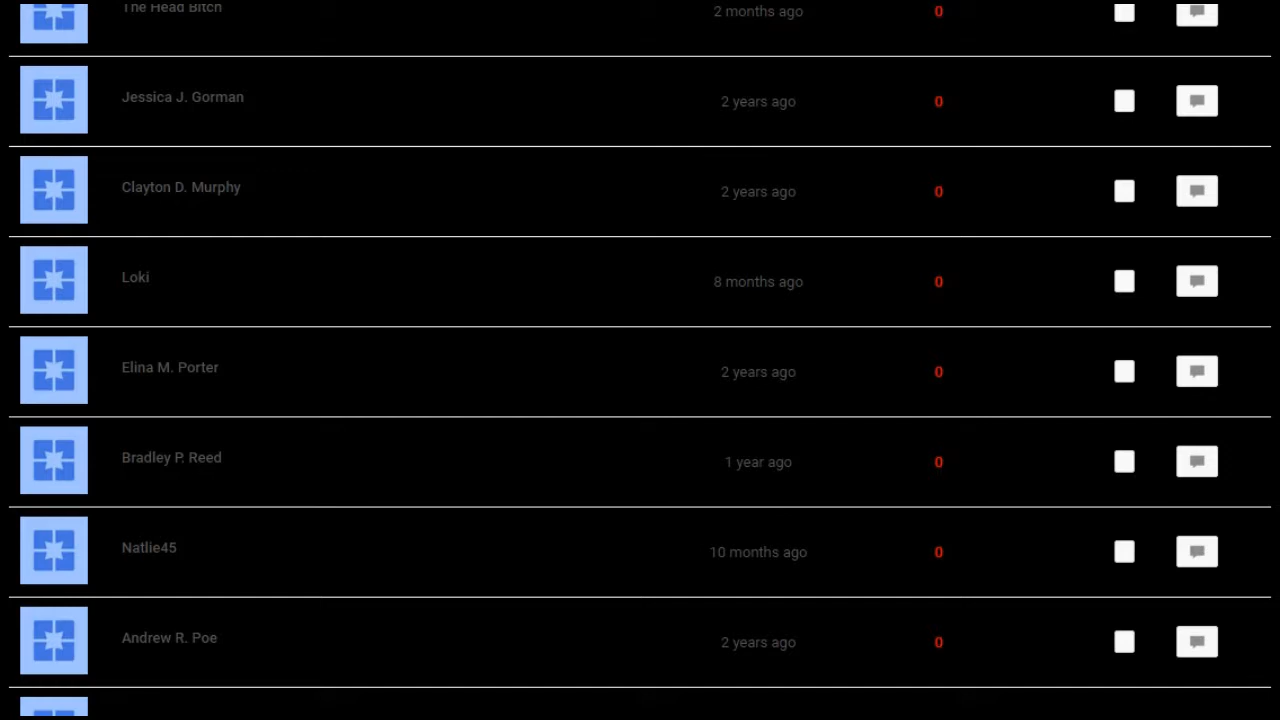 The Head Bitch 2 months ago 0
Jessica J. Gorman 2 years ago 0
Clayton D. Murphy 2 years ago 0
Loki 8 months ago 0
Elina M. Porter 2 years ago 0
Bradley P. Reed 1 year ago 0
Natlie45 10 months ago 0
Andrew R. Poe 2 years ago 0